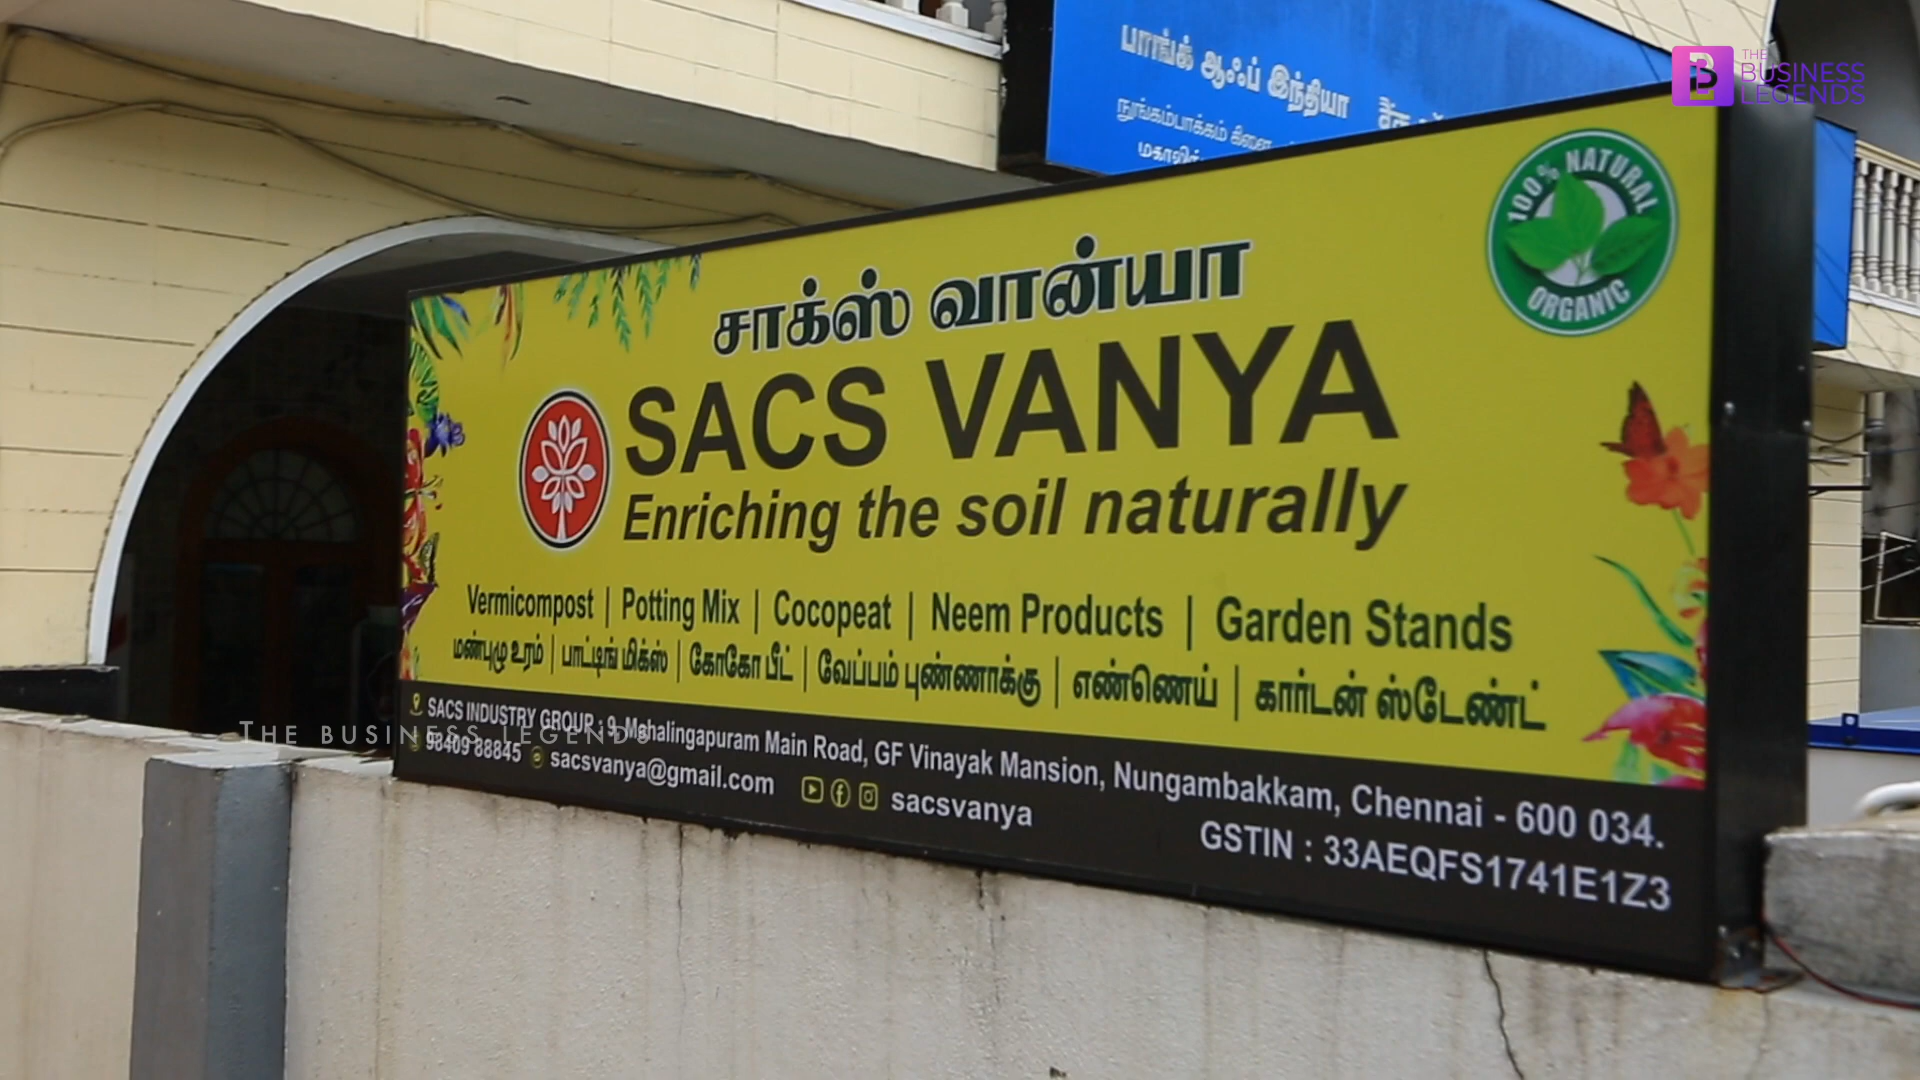 THE
BUSINESS
LEGENDS
பாங்க் ஆஃப் இந்தியா
நுங்கம்பாக்கம்
100% NATURAL
ORGANIC
சாக்ஸ் வான்யா
SACS VANYA
Enriching the soil naturally
Vermicompost | Potting Mix | Cocopeat | Neem Products | Garden Stands
மண்புழு உரம் | பாட்டிங் மிக்ஸ் | கோகோ பீட் | வேப்பம் புண்ணாக்கு | எண்ணெய் | கார்டன் ஸ்டேண்ட்
SACS INDUSTRY GROUP : 9, Mahalingapuram Main Road, GF Vinayak Mansion, Nungambakkam, Chennai - 600 034.
98409 88845 sacsvanya@gmail.com sacsvanya
GSTIN : 33AEQFS1741E1Z3
THE BUSINESS LEGENDS